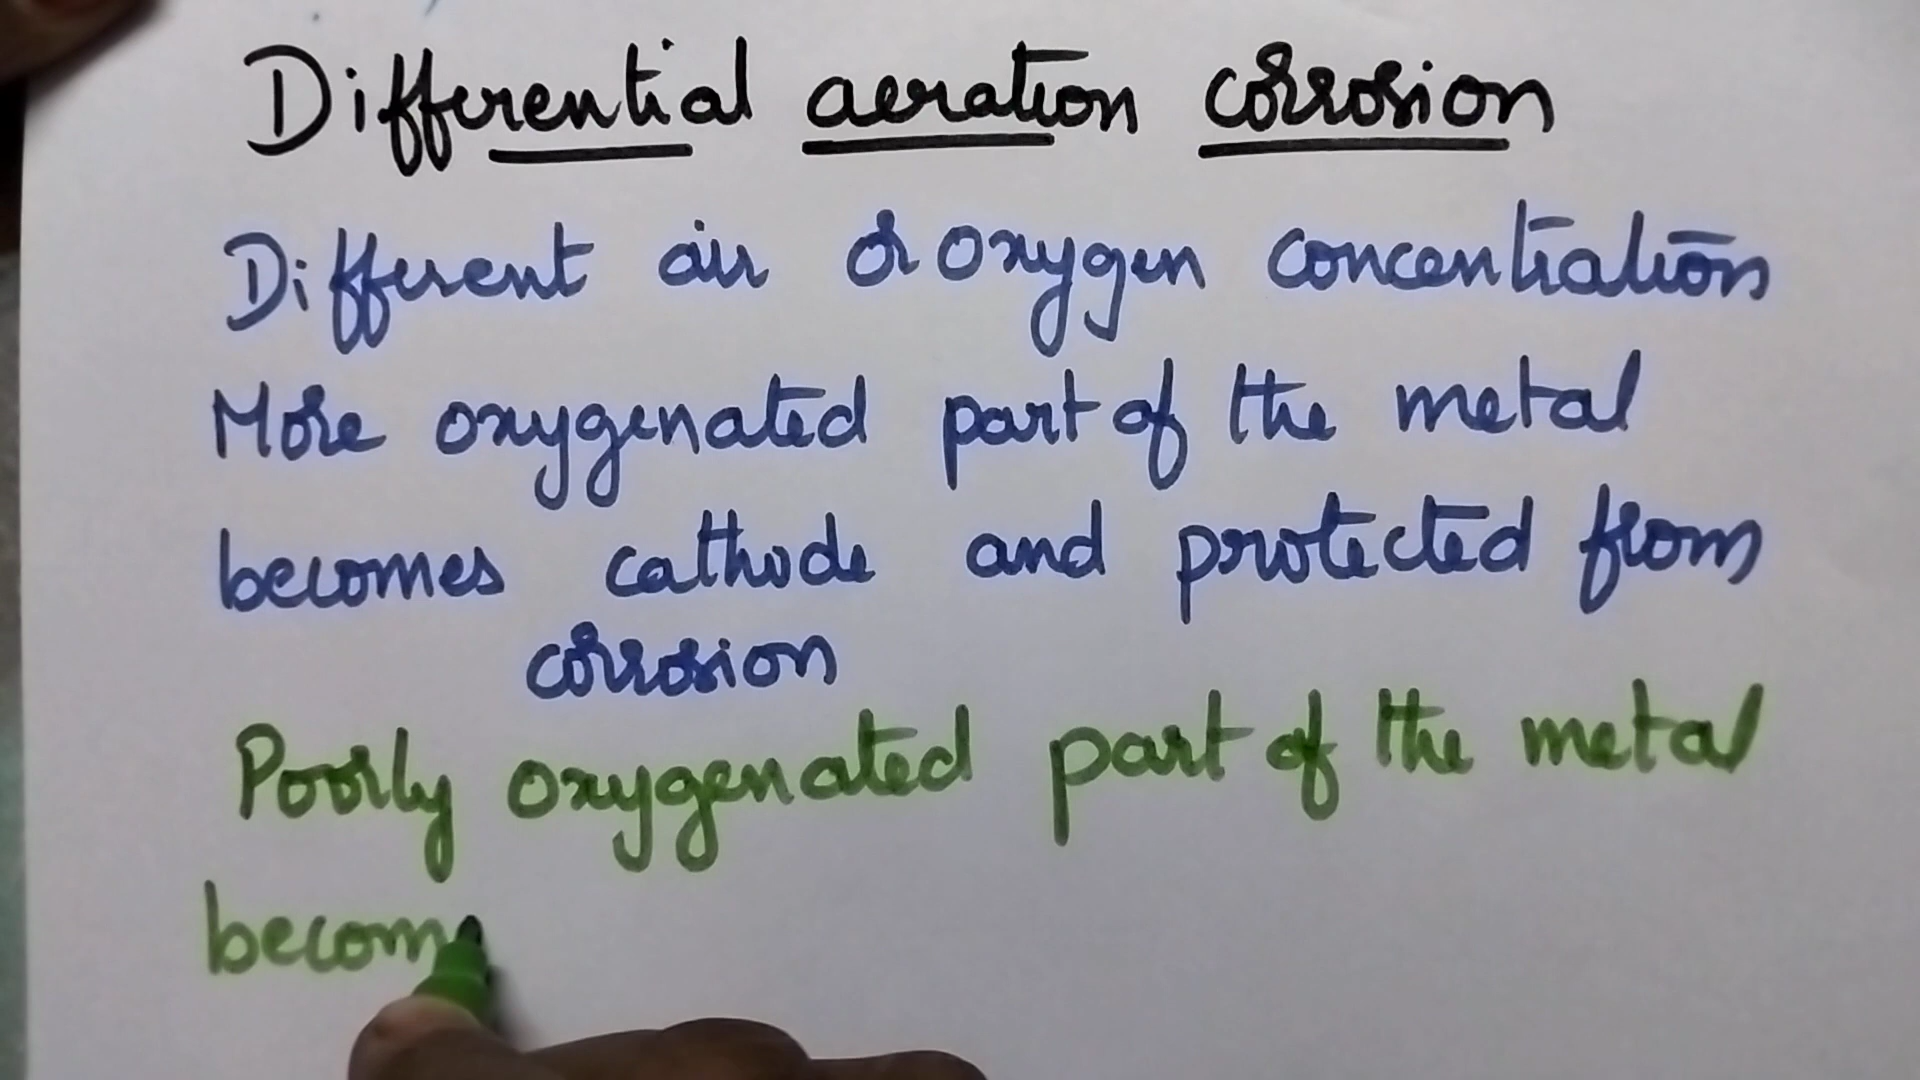 Differential aeration corrosion
Different air or oxygen concentration
More oxygenated part of the metal
becomes cathode and protected from
corrosion
Poorly oxygenated part of the metal
becom